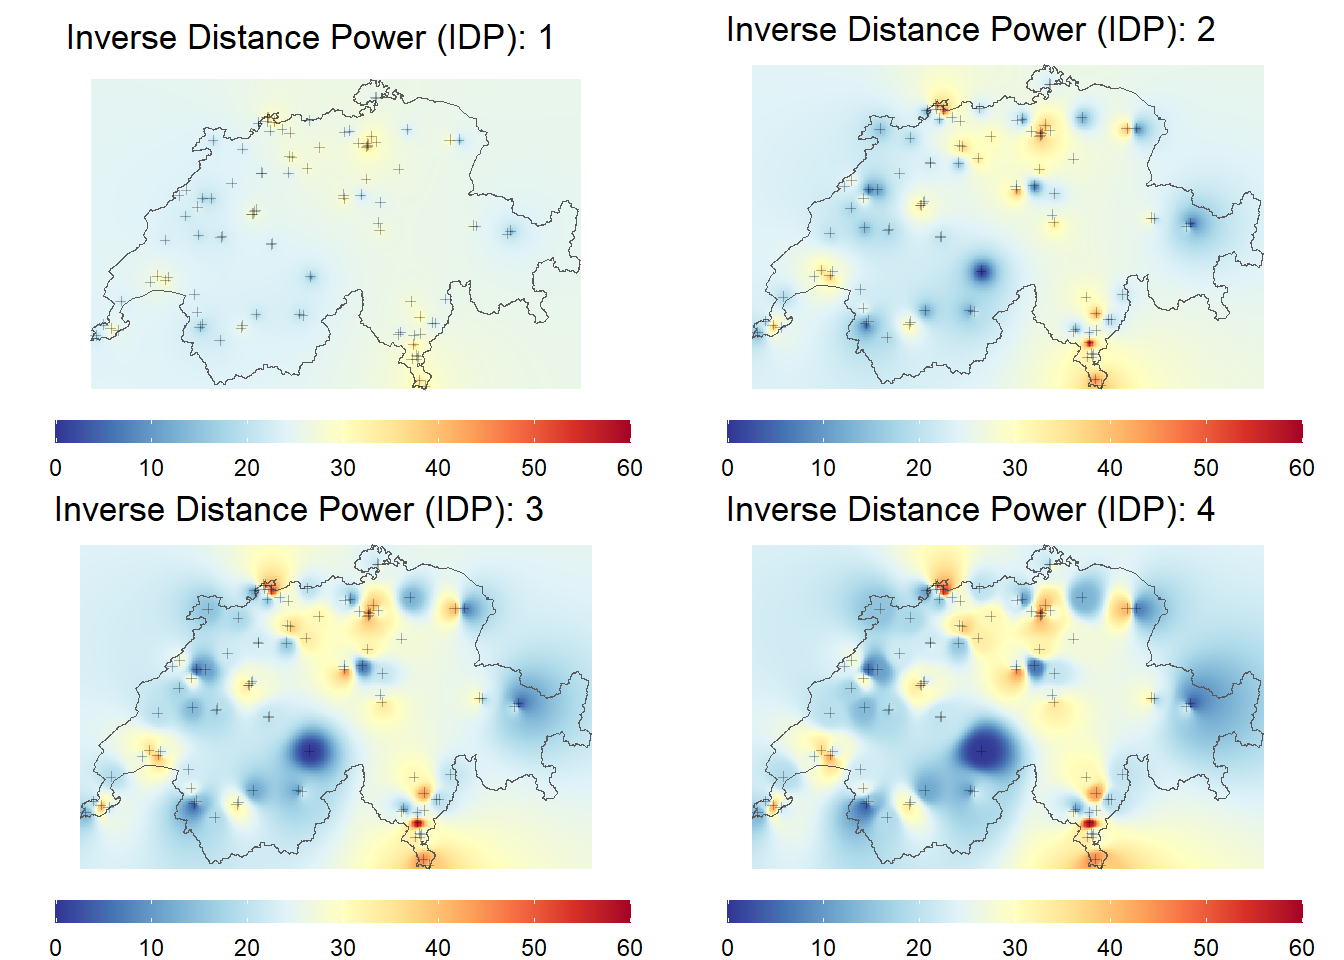 Inverse Distance Power (IDP): 1
0 10 20 30 40 50 60
Inverse Distance Power (IDP): 2
0 10 20 30 40 50 60
Inverse Distance Power (IDP): 3
0 10 20 30 40 50 60
Inverse Distance Power (IDP): 4
0 10 20 30 40 50 60